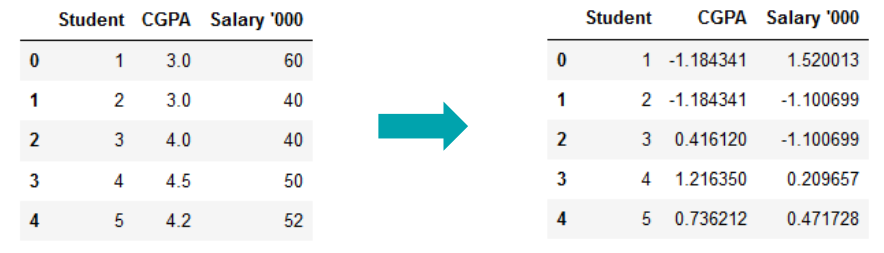 Student CGPA Salary '000
0 1 3.0 60
1 2 3.0 40
2 3 4.0 40
3 4 4.5 50
4 5 4.2 52
Student CGPA Salary '000
0 1 -1.184341 1.520013
1 2 -1.184341 -1.100699
2 3 0.416120 -1.100699
3 4 1.216350 0.209657
4 5 0.736212 0.471728